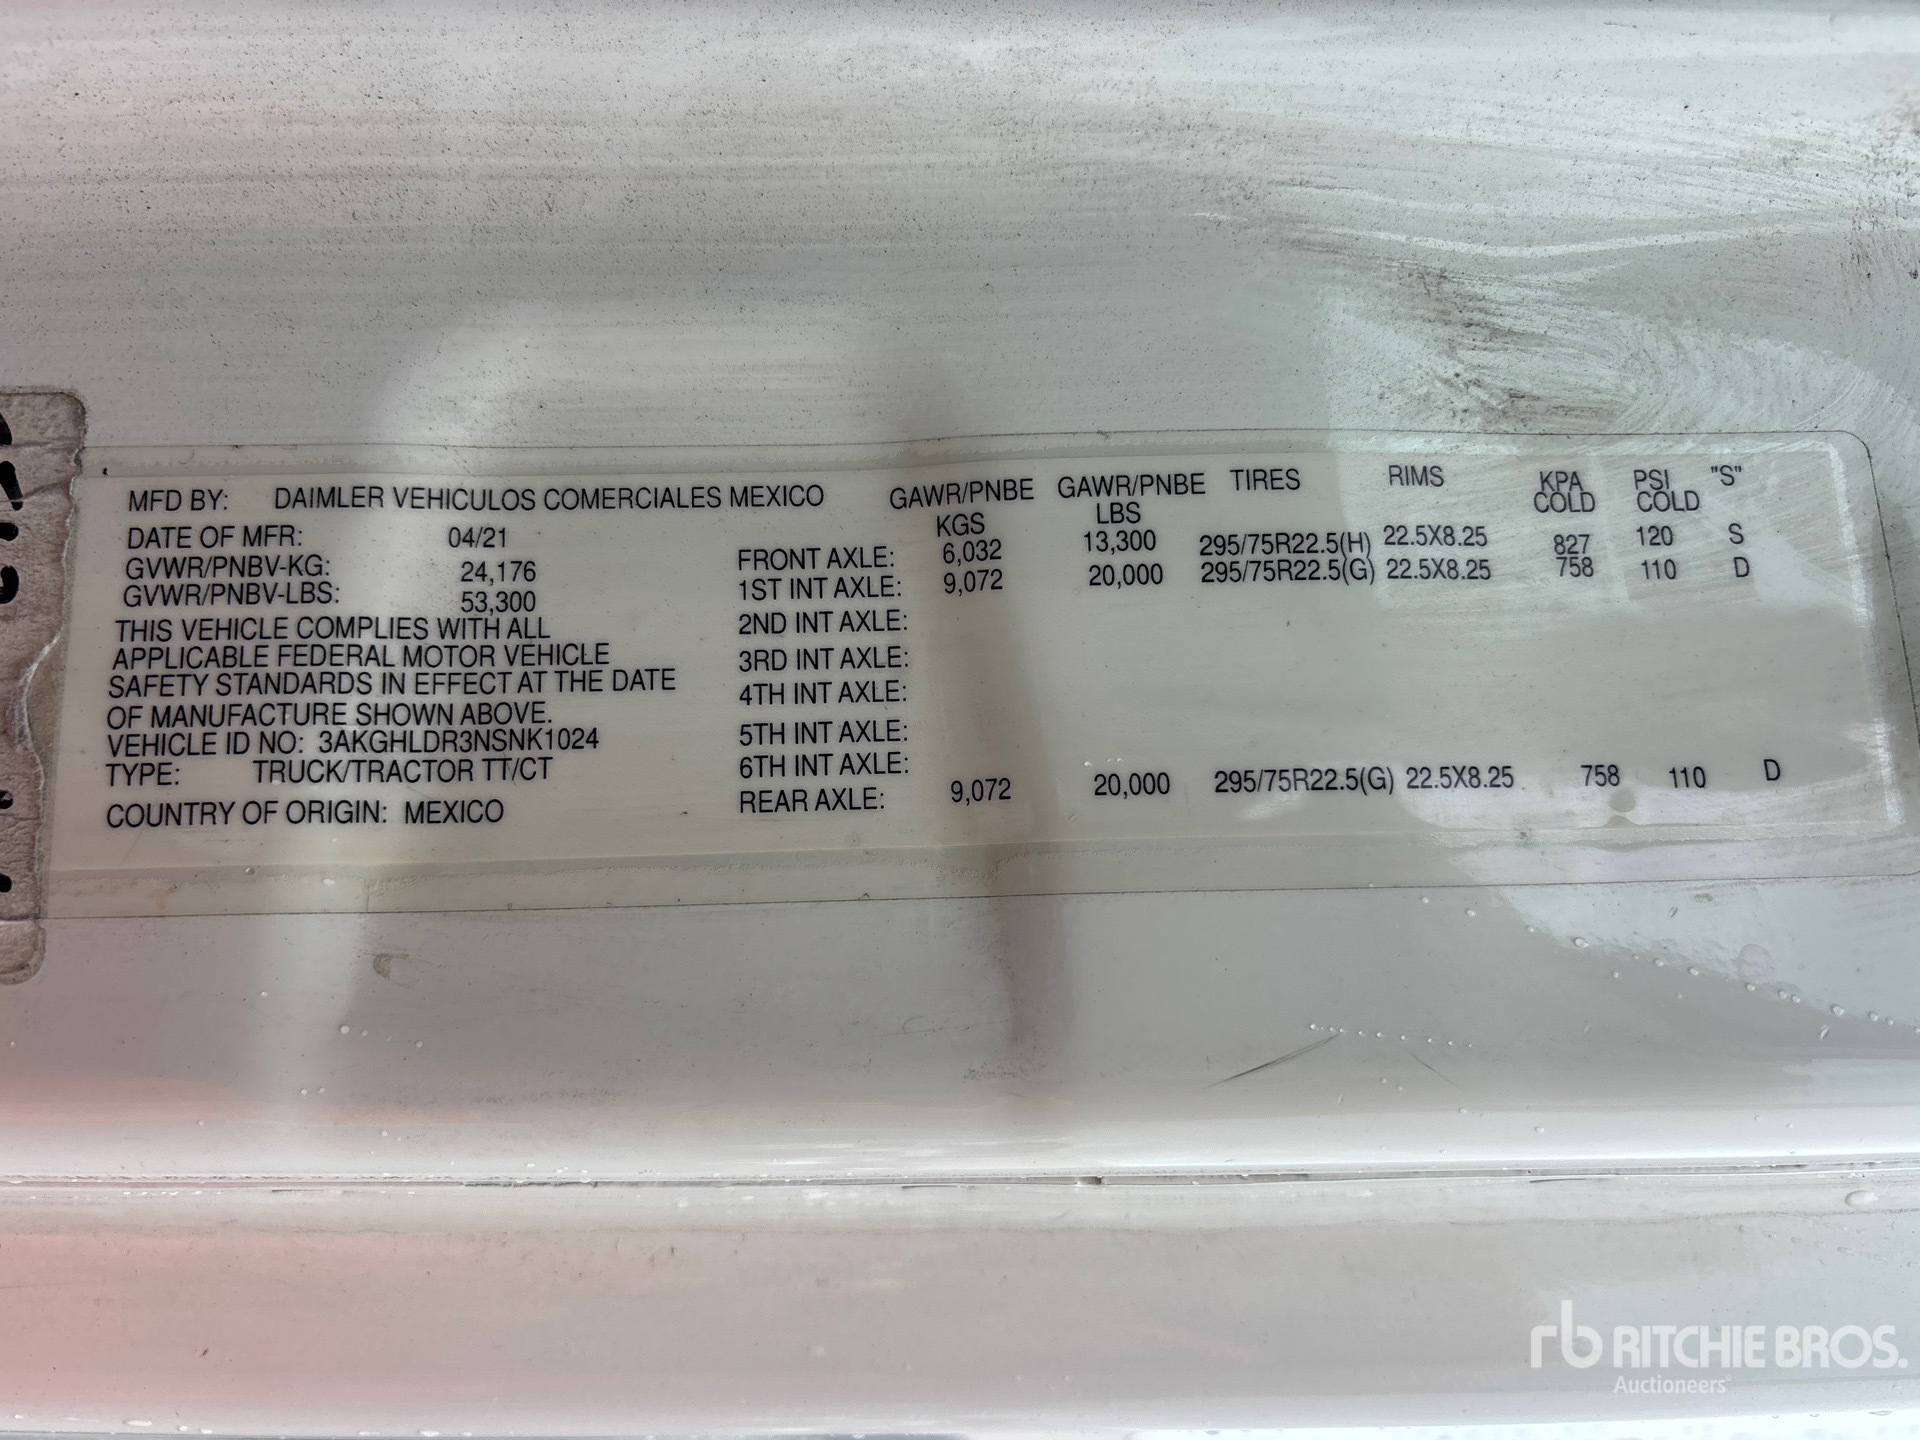 MFD BY: DAIMLER VEHICULOS COMERCIALES MEXICO
DATE OF MFR: 04/21
GVWR/PNBV-KG: 24,176
GVWR/PNBV-LBS: 53,300
THIS VEHICLE COMPLIES WITH ALL
APPLICABLE FEDERAL MOTOR VEHICLE
SAFETY STANDARDS IN EFFECT AT THE DATE
OF MANUFACTURE SHOWN ABOVE.
VEHICLE ID NO: 3AKGHLDR3NSNK1024
TYPE: TRUCK/TRACTOR TT/CT
COUNTRY OF ORIGIN: MEXICO
GAWR/PNBE GAWR/PNBE TIRES RIMS KPA PSI "S"
KGS LBS COLD COLD
FRONT AXLE: 6,032 13,300 295/75R22.5(H) 22.5X8.25 827 120 S
1ST INT AXLE: 9,072 20,000 295/75R22.5(G) 22.5X8.25 758 110 D
2ND INT AXLE:
3RD INT AXLE:
4TH INT AXLE:
5TH INT AXLE:
6TH INT AXLE:
REAR AXLE: 9,072 20,000 295/75R22.5(G) 22.5X8.25 758 110 D
rb RITCHIE BROS.
Auctioneers